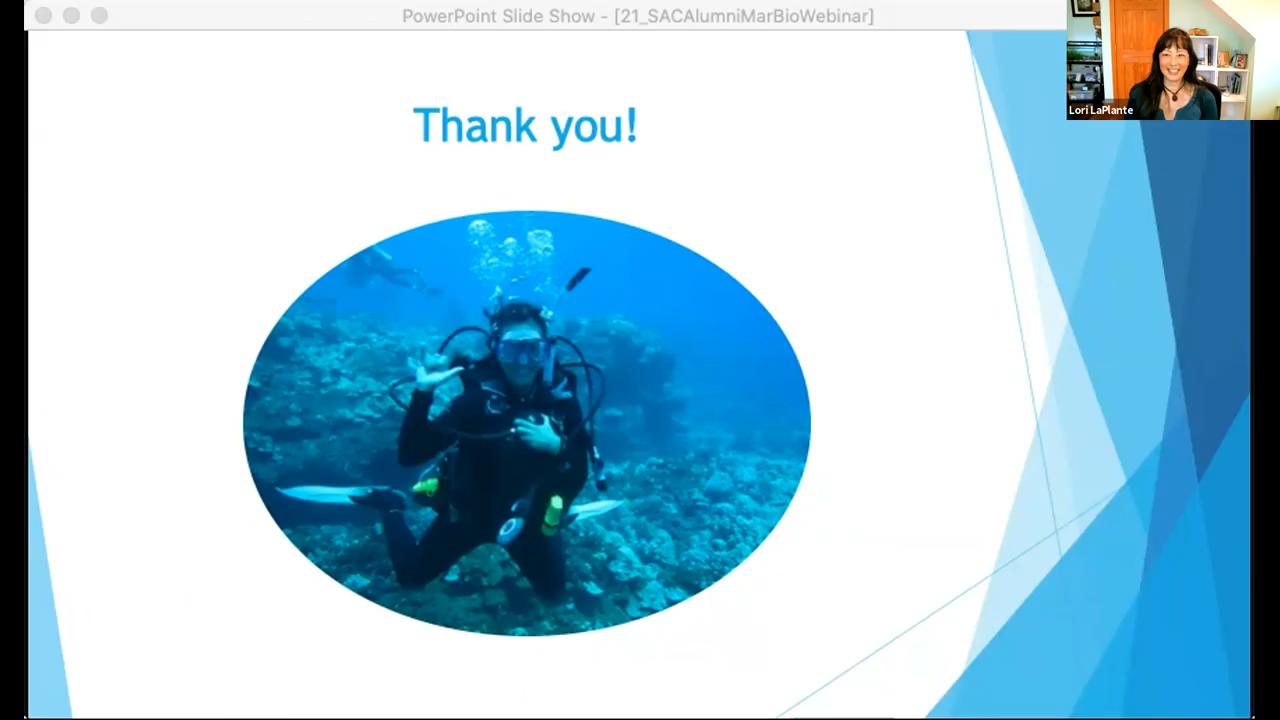 PowerPoint Slide Show - [21_SACAlumniMarBioWebinar]
Lori LaPlante
Thank you!